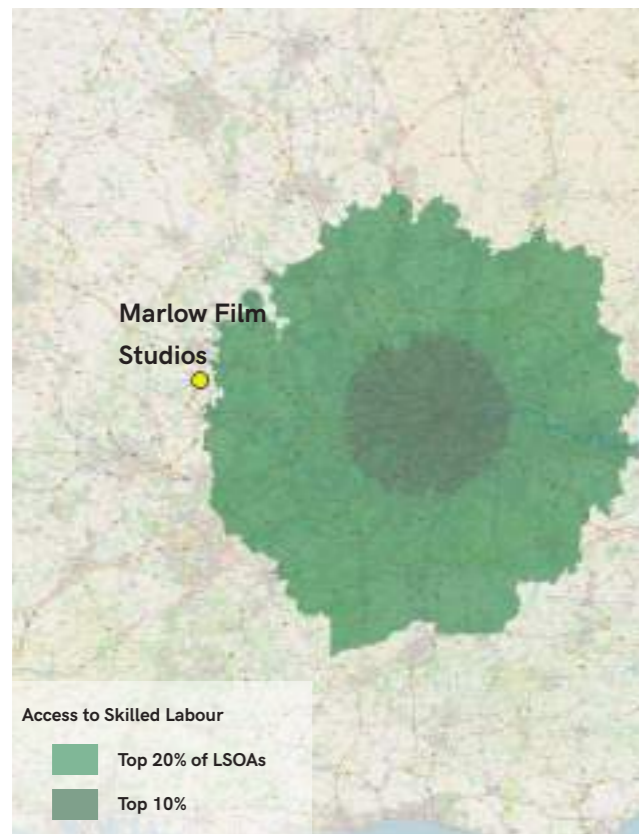 Marlow Film
Studios
Access to Skilled Labour
Top 20% of LSOAs
Top 10%